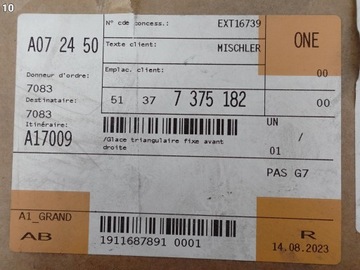 10
A07 24 50
N° cde concess.: EXT16739
Texte client: MISCHLER
ONE
Emplac. client:
00
Donneur d'ordre:
7083
Destinataire:
7083
51 37 7 375 182
00
Itinéraire:
A17009
/Glace triangulaire fixe avant
droite
UN
/
01
PAS G7
A1_GRAND
AB
1911687891 0001
R
14.08.2023